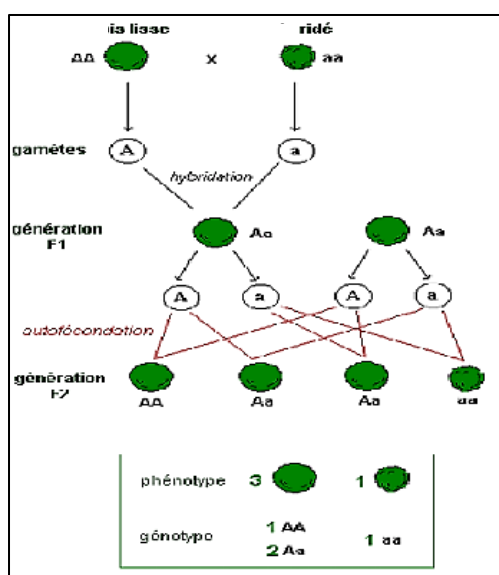 is lisse ridé
AA x aa
gamètes A a
hybridation
génération
F1 Aa Aa
A a A a
autofécondation
génération
F2
AA Aa Aa aa
phénotype 3 1
génotype 1 AA 1 aa
2 Aa